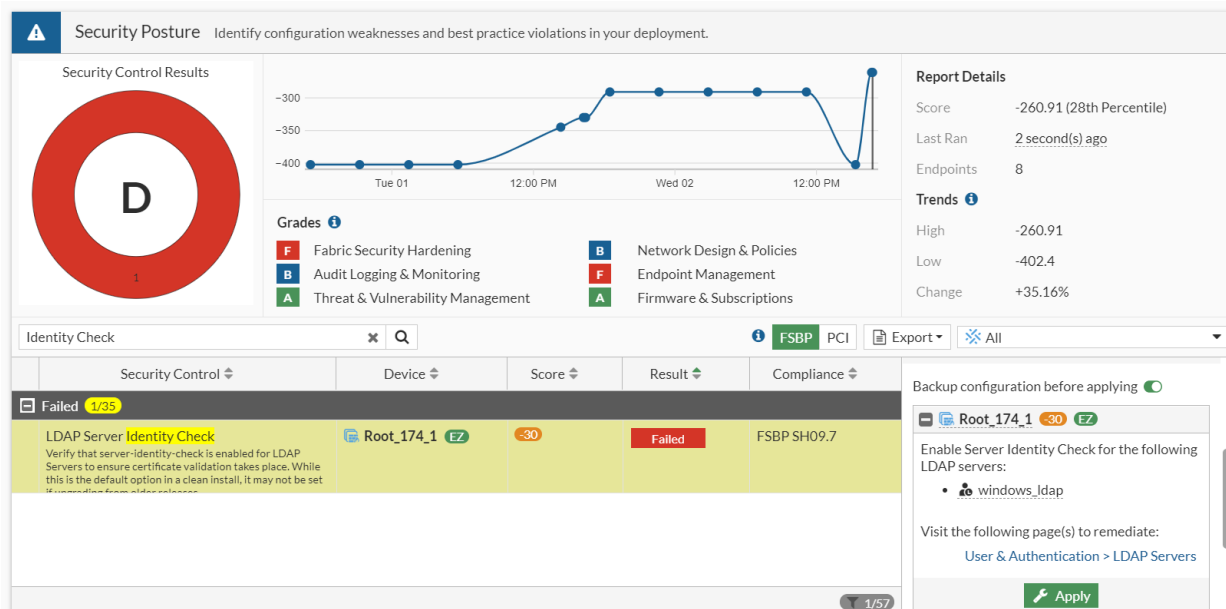 Security Posture Identify configuration weaknesses and best practice violations in your deployment.
Security Control Results
D
1
−300
−350
−400
Tue 01 12:00 PM Wed 02 12:00 PM
Grades
F Fabric Security Hardening
B Network Design & Policies
B Audit Logging & Monitoring
F Endpoint Management
A Threat & Vulnerability Management
A Firmware & Subscriptions
Report Details
Score -260.91 (28th Percentile)
Last Ran 2 second(s) ago
Endpoints 8
Trends
High -260.91
Low -402.4
Change +35.16%
Identity Check
FSBP PCI Export All
Security Control Device Score Result Compliance
Failed 1/35
LDAP Server Identity Check Root_174_1 EZ -30 Failed FSBP SH09.7
Verify that server-identity-check is enabled for LDAP
Servers to ensure certificate validation takes place. While
this is the default option in a clean install, it may not be set
if upgrading from older releases.
1/57
Backup configuration before applying
Root_174_1 -30 EZ
Enable Server Identity Check for the following
LDAP servers:
• windows_ldap
Visit the following page(s) to remediate:
User & Authentication > LDAP Servers
Apply